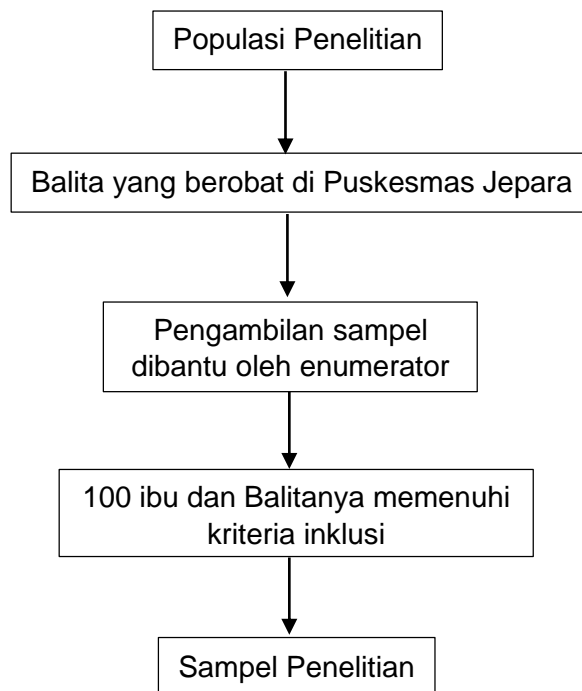 Populasi Penelitian
Balita yang berobat di Puskesmas Jepara
Pengambilan sampel
dibantu oleh enumerator
100 ibu dan Balitanya memenuhi
kriteria inklusi
Sampel Penelitian